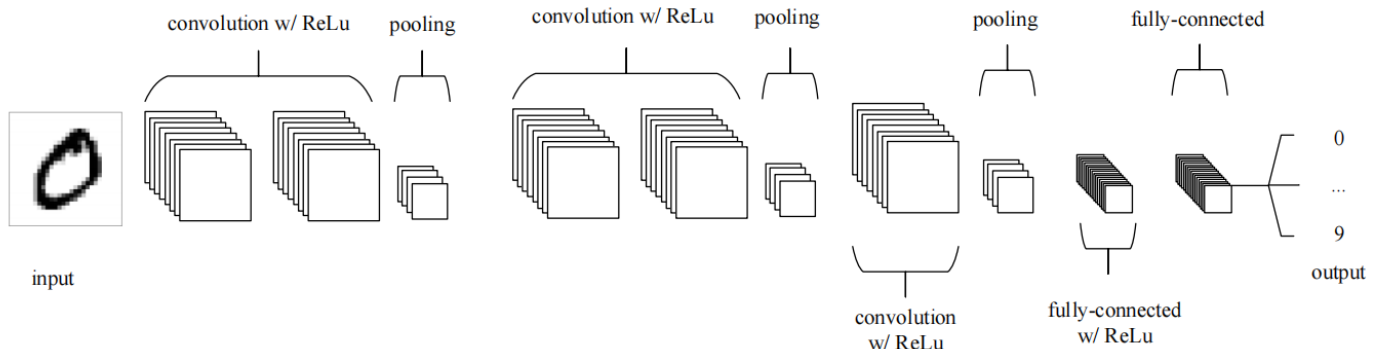 convolution w/ ReLu
pooling
convolution w/ ReLu
pooling
pooling
fully-connected
0
...
9
input
output
convolution
w/ ReLu
fully-connected
w/ ReLu